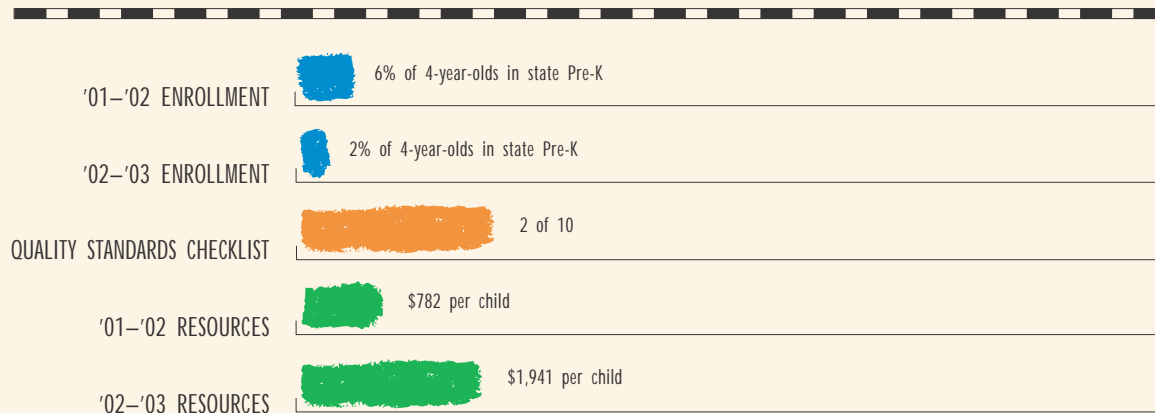 6% of 4-year-olds in state Pre-K
'01–'02 ENROLLMENT
2% of 4-year-olds in state Pre-K
'02–'03 ENROLLMENT
2 of 10
QUALITY STANDARDS CHECKLIST
$782 per child
'01–'02 RESOURCES
$1,941 per child
'02–'03 RESOURCES